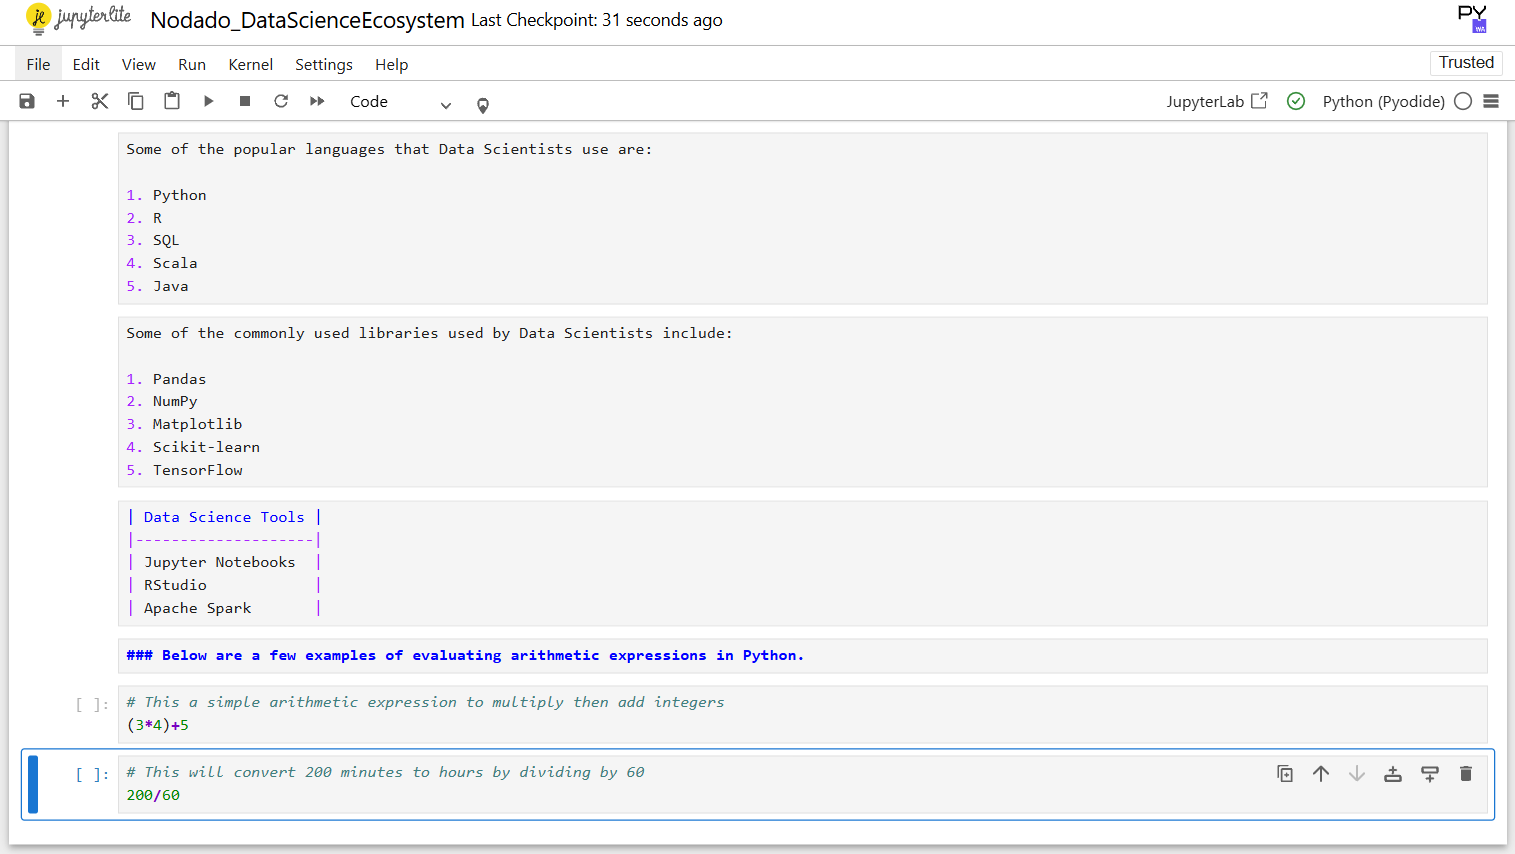 jupyterlite Nodado_DataScienceEcosystem Last Checkpoint: 31 seconds ago PY WA
File Edit View Run Kernel Settings Help Trusted
Code JupyterLab Python (Pyodide)
Some of the popular languages that Data Scientists use are:
1. Python
2. R
3. SQL
4. Scala
5. Java
Some of the commonly used libraries used by Data Scientists include:
1. Pandas
2. NumPy
3. Matplotlib
4. Scikit-learn
5. TensorFlow
| Data Science Tools |
|--------------------|
| Jupyter Notebooks  |
| RStudio            |
| Apache Spark       |
### Below are a few examples of evaluating arithmetic expressions in Python.
[ ]: # This a simple arithmetic expression to multiply then add integers
(3*4)+5
[ ]: # This will convert 200 minutes to hours by dividing by 60
200/60